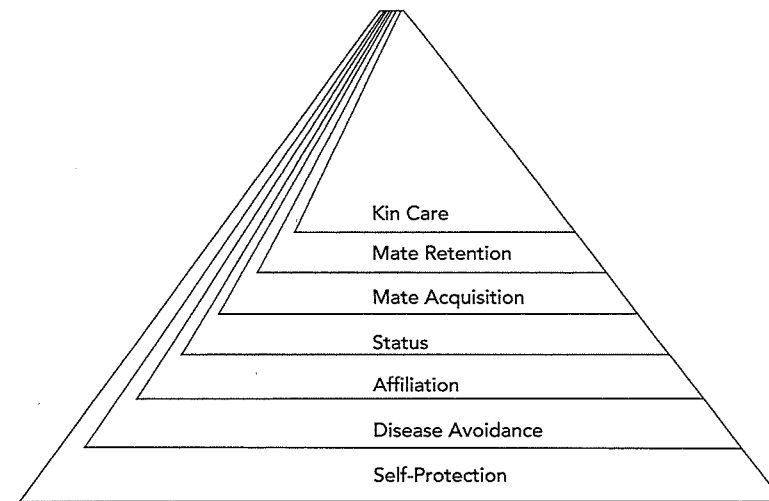 Kin Care
Mate Retention
Mate Acquisition
Status
Affiliation
Disease Avoidance
Self-Protection